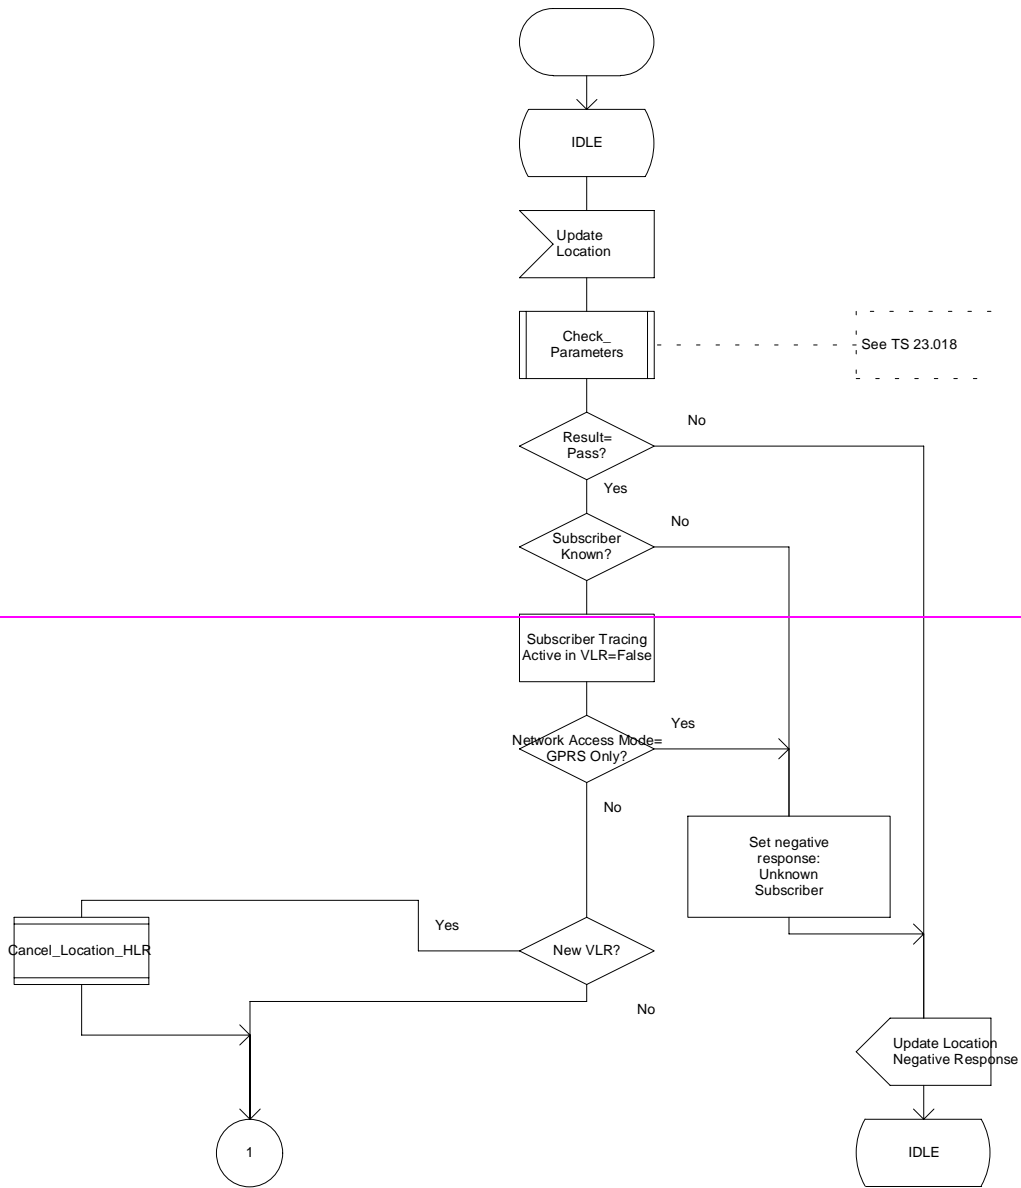 IDLE
Update
Location
Check_
Parameters
See TS 23.018
Result=
Pass?
No
Yes
Subscriber
Known?
No
Subscriber Tracing
Active in VLR=False
Network Access Mode=
GPRS Only?
Yes
No
Set negative
response:
Unknown
Subscriber
Cancel_Location_HLR
Yes
New VLR?
No
Update Location
Negative Response
1
IDLE